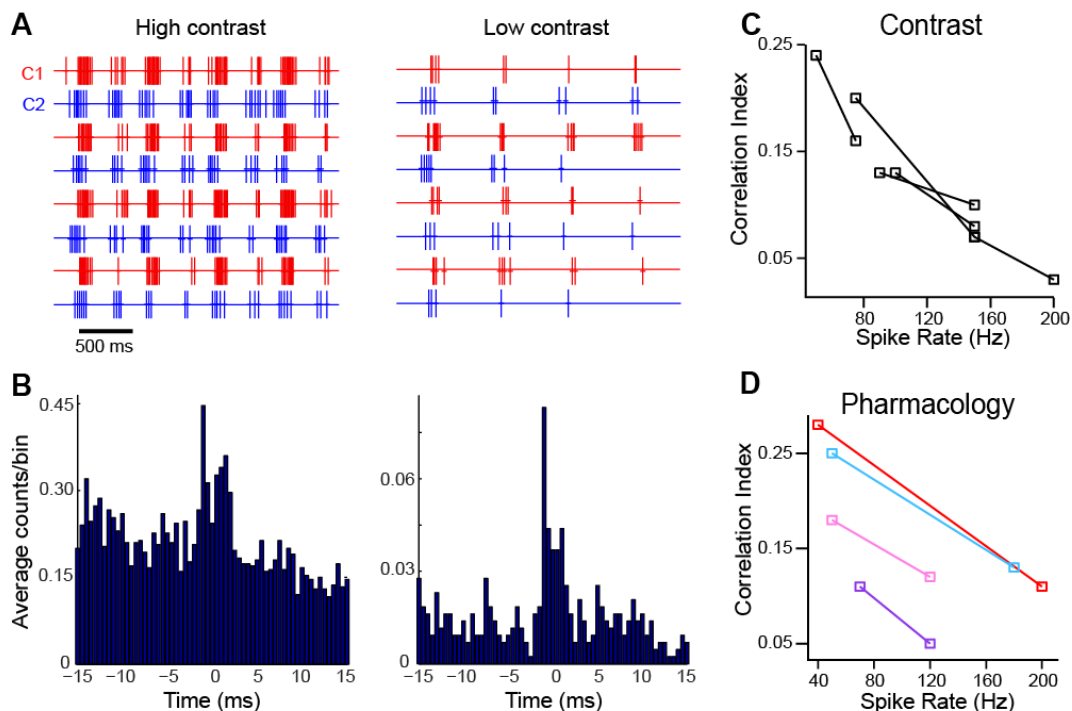 A
High contrast
Low contrast
C1
C2
500 ms
B
Average counts/bin
0.45
0.30
0.15
0
−15 −10 −5 0 5 10 15
Time (ms)
0.06
0.03
0
−15 −10 −5 0 5 10 15
Time (ms)
C
Contrast
Correlation Index
0.25
0.15
0.05
80 120 160 200
Spike Rate (Hz)
D
Pharmacology
Correlation Index
0.25
0.15
0.05
40 80 120 160 200
Spike Rate (Hz)